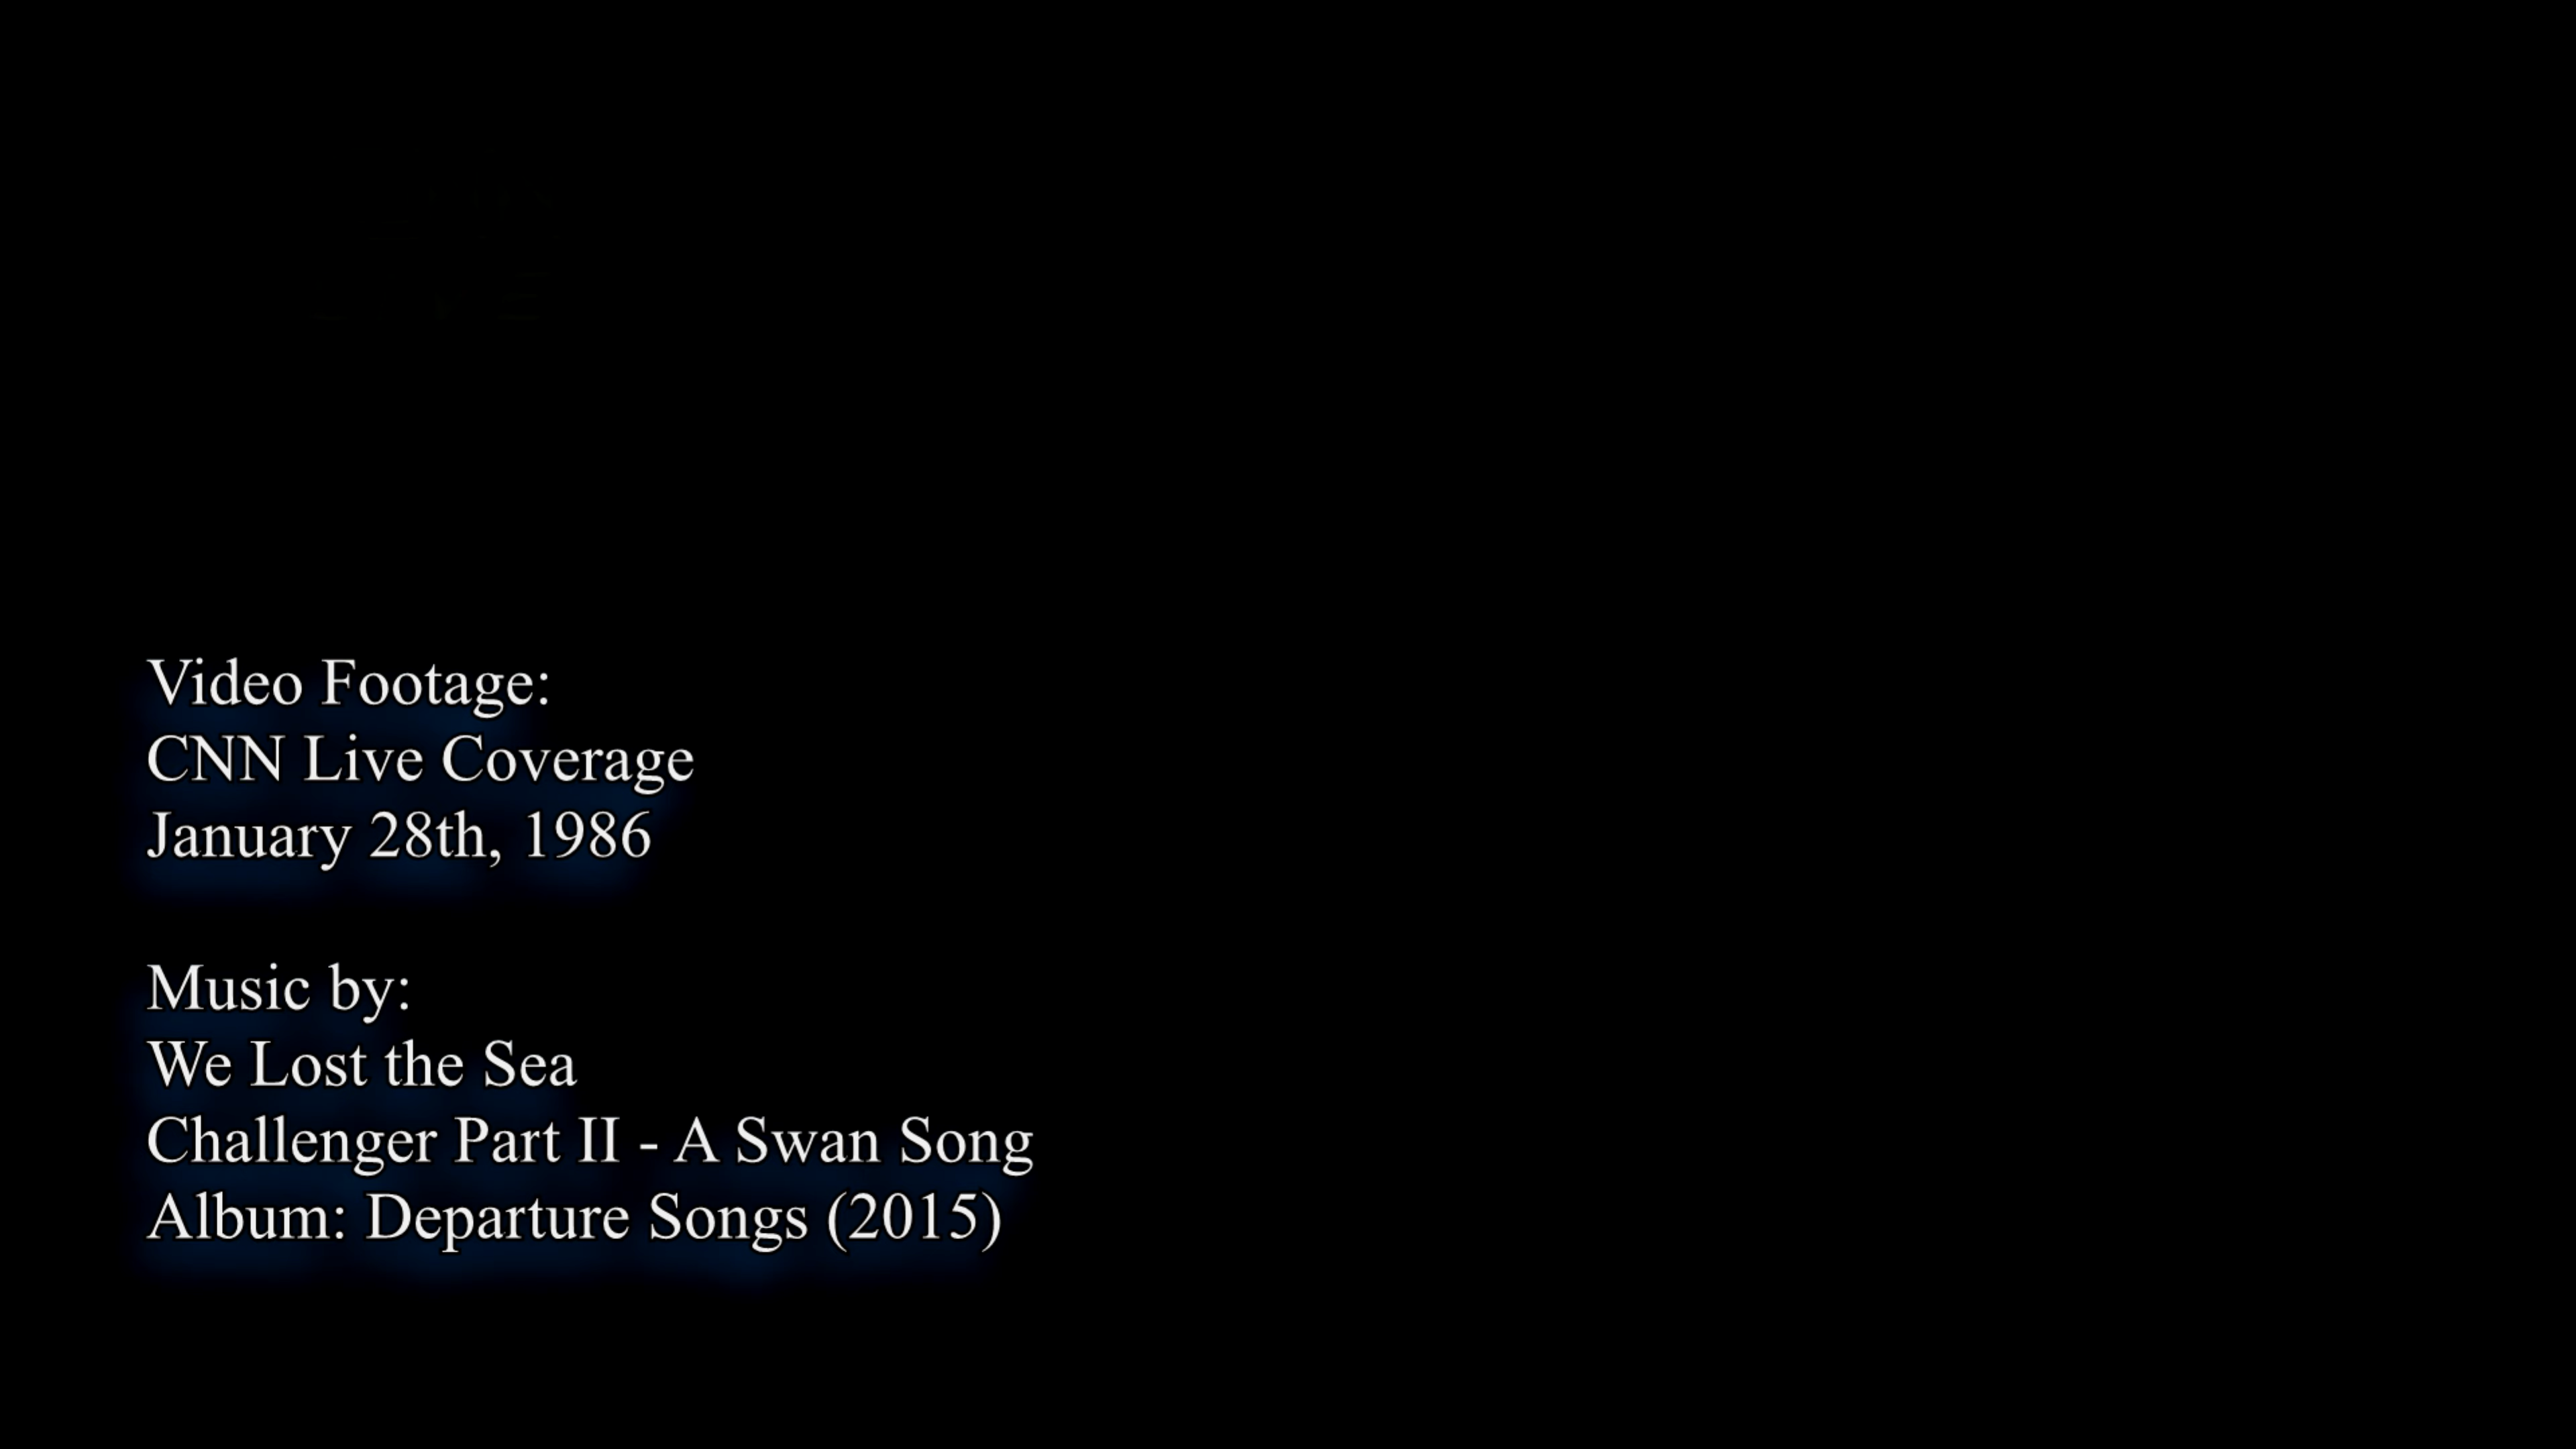 Video Footage:
CNN Live Coverage
January 28th, 1986
Music by:
We Lost the Sea
Challenger Part II - A Swan Song
Album: Departure Songs (2015)